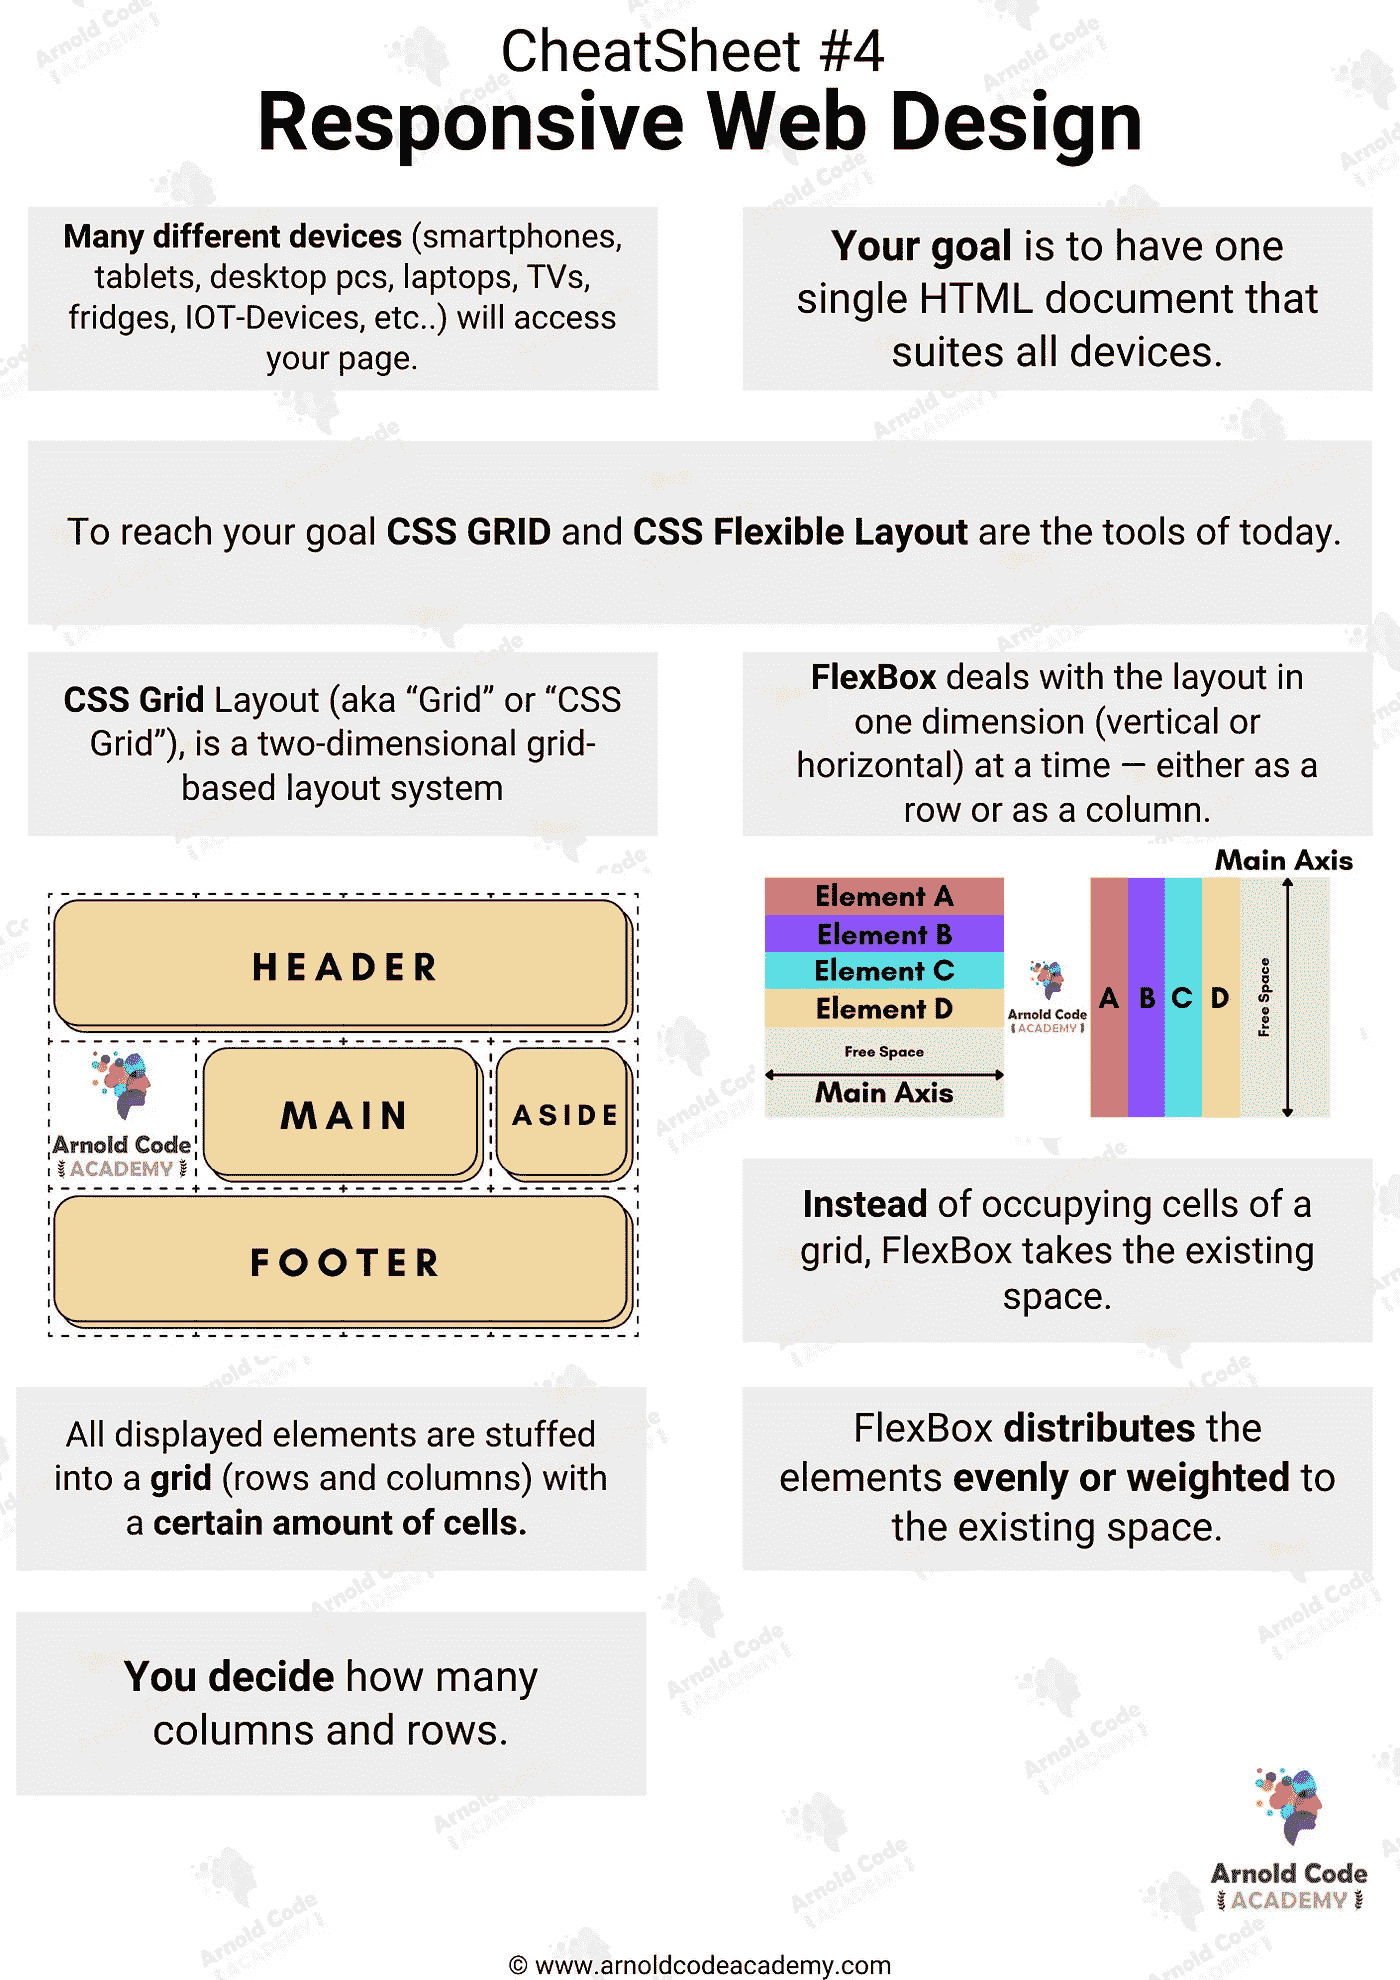 CheatSheet #4
Responsive Web Design
Many different devices (smartphones,
tablets, desktop pcs, laptops, TVs,
fridges, IOT-Devices, etc..) will access
your page.
Your goal is to have one
single HTML document that
suites all devices.
To reach your goal CSS GRID and CSS Flexible Layout are the tools of today.
CSS Grid Layout (aka “Grid” or “CSS
Grid”), is a two-dimensional grid-
based layout system
FlexBox deals with the layout in
one dimension (vertical or
horizontal) at a time — either as a
row or as a column.
HEADER
Arnold Code
ACADEMY
MAIN
ASIDE
FOOTER
Element A
Element B
Element C
Element D
Free Space
Main Axis
Arnold Code
ACADEMY
Main Axis
A B C D
Free Space
Instead of occupying cells of a
grid, FlexBox takes the existing
space.
All displayed elements are stuffed
into a grid (rows and columns) with
a certain amount of cells.
FlexBox distributes the
elements evenly or weighted to
the existing space.
You decide how many
columns and rows.
Arnold Code
ACADEMY
© www.arnoldcodeacademy.com